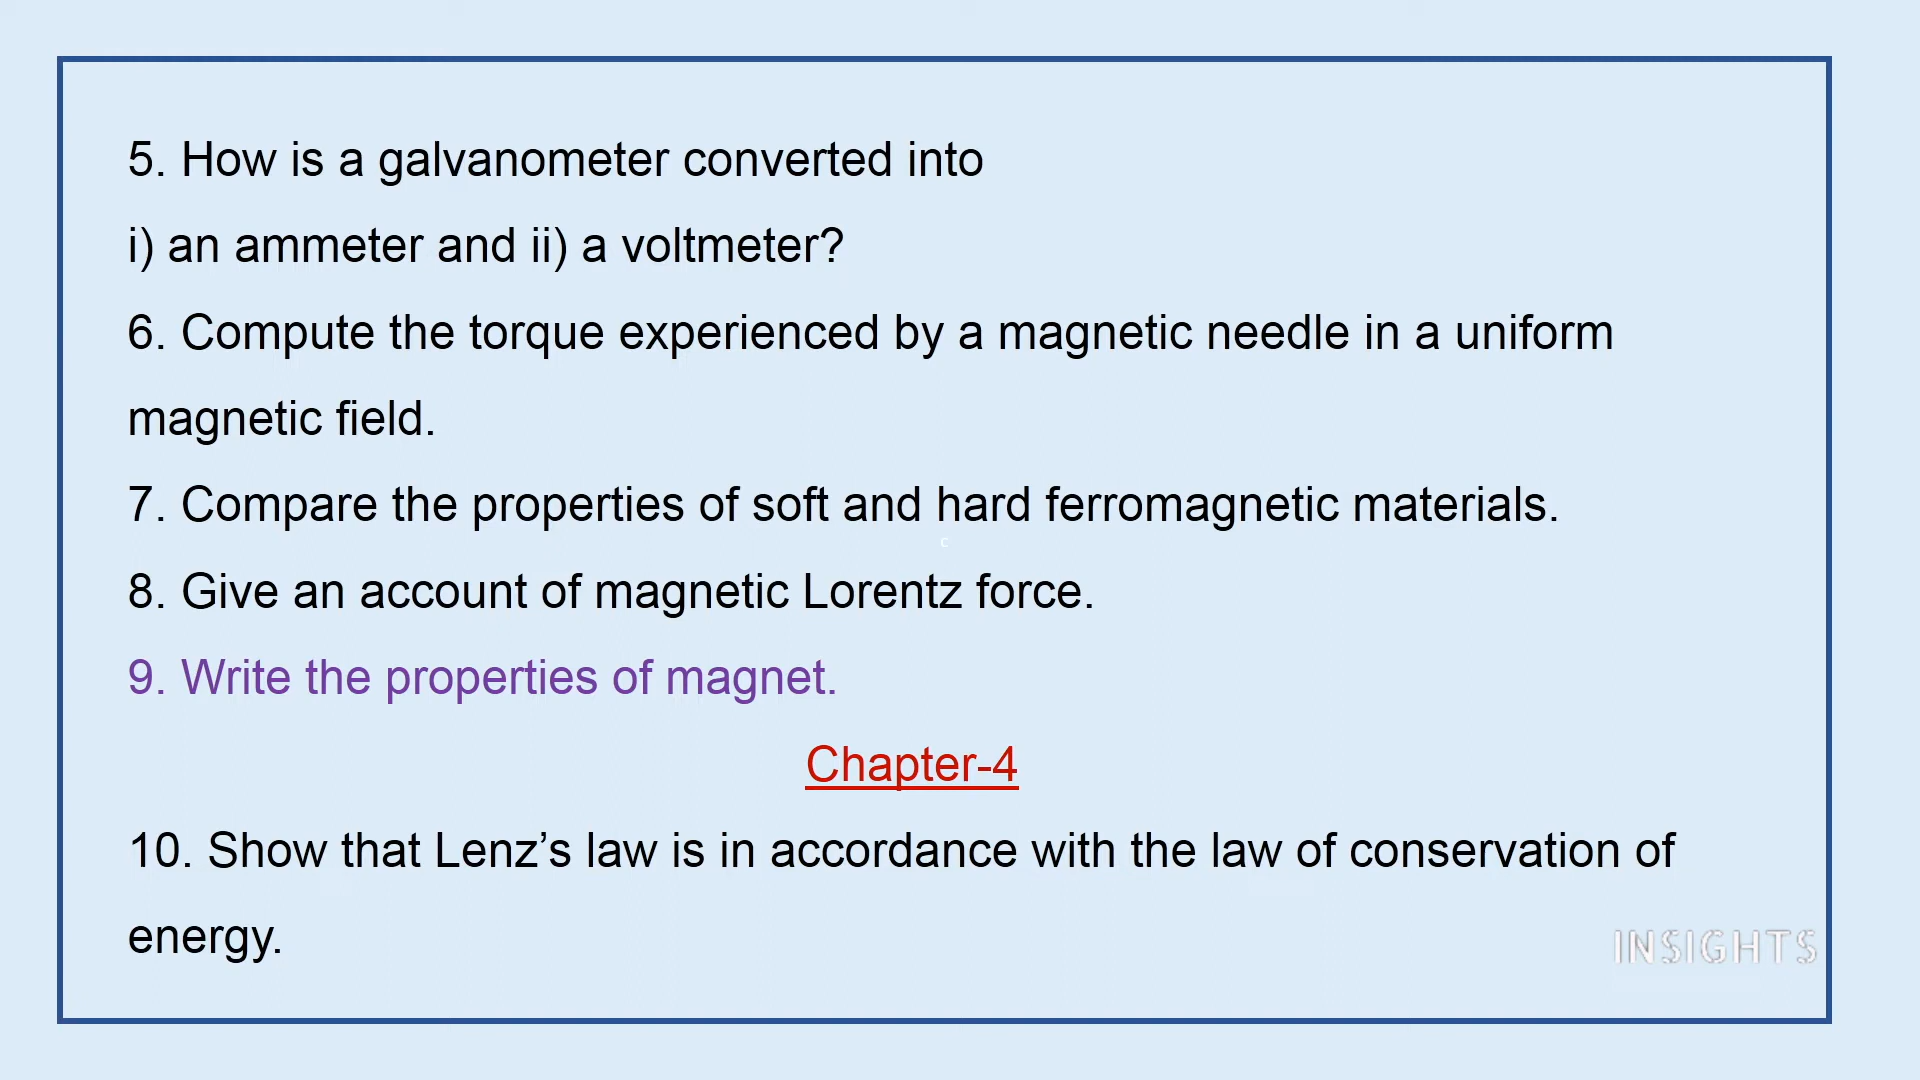 5. How is a galvanometer converted into
i) an ammeter and ii) a voltmeter?
6. Compute the torque experienced by a magnetic needle in a uniform
magnetic field.
7. Compare the properties of soft and hard ferromagnetic materials.
c
8. Give an account of magnetic Lorentz force.
9. Write the properties of magnet.
Chapter-4
10. Show that Lenz’s law is in accordance with the law of conservation of
energy.
INSIGHTS